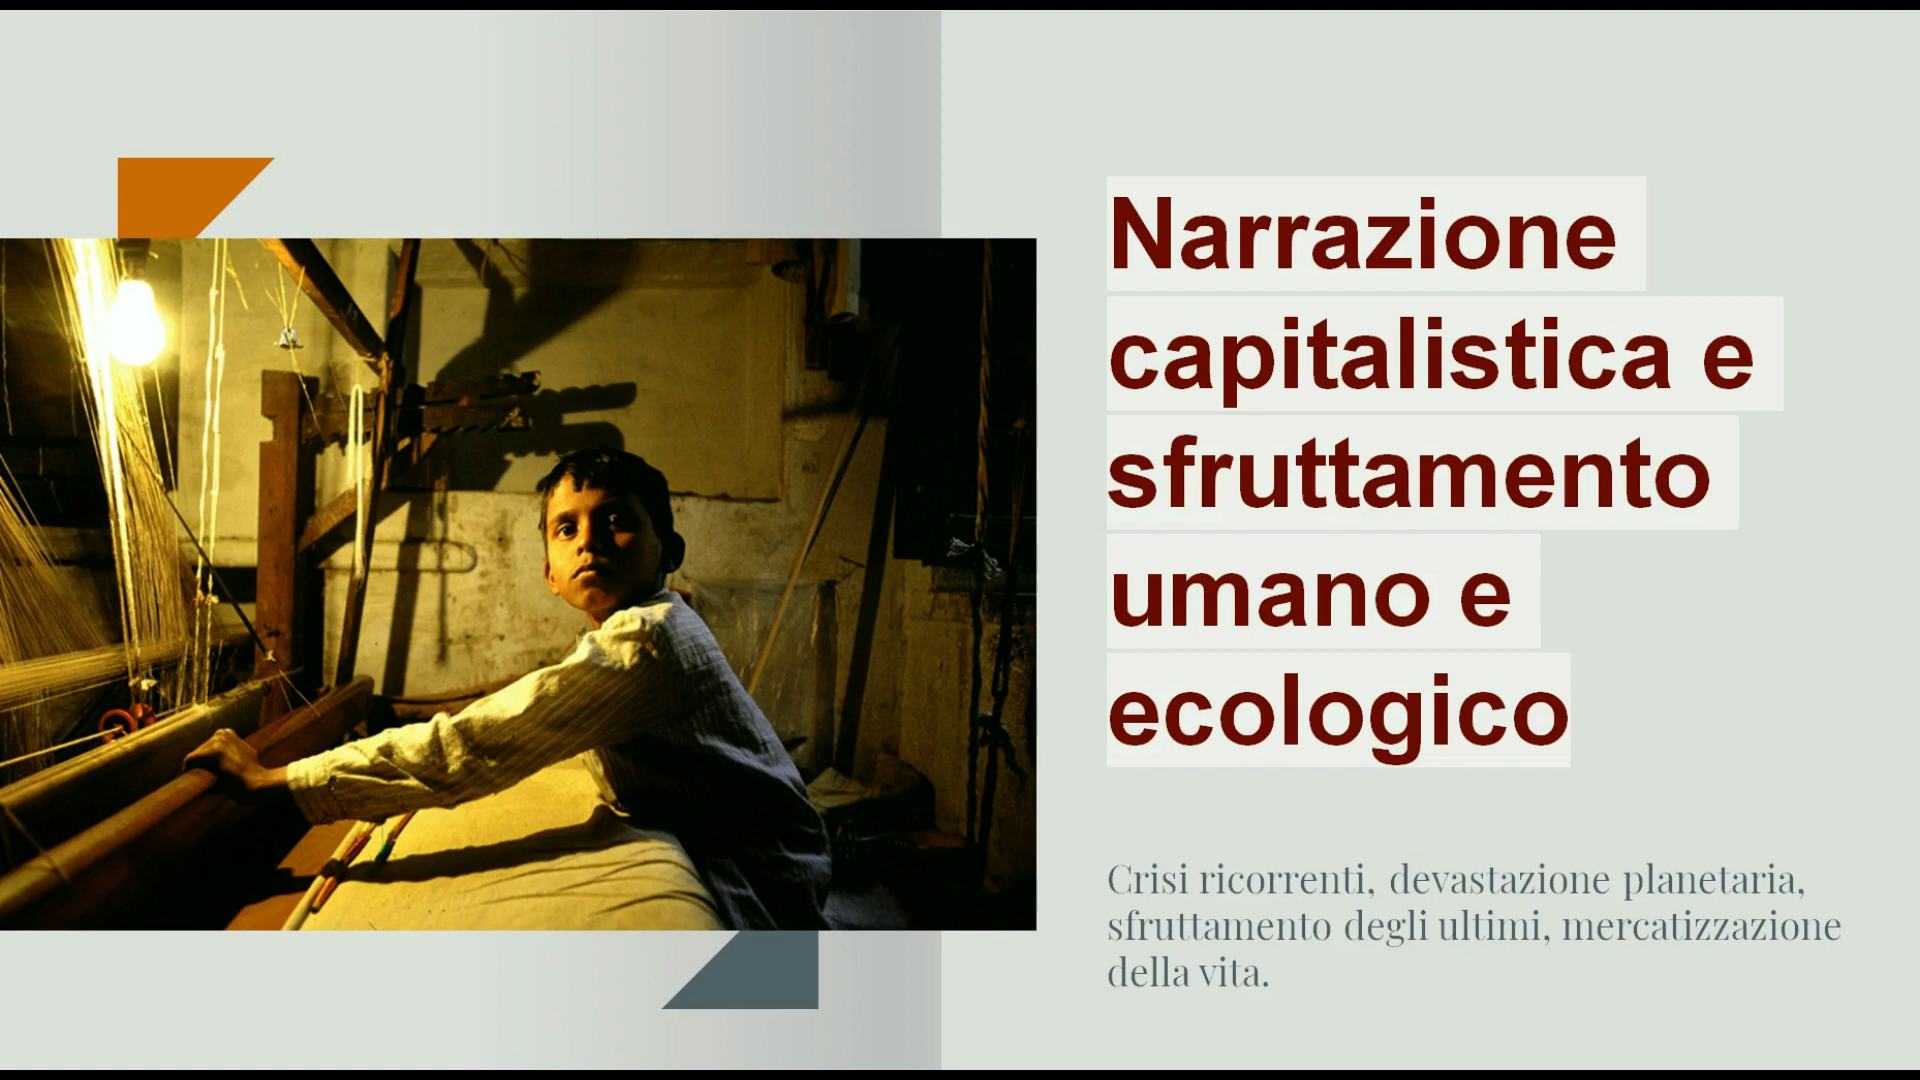 Narrazione
capitalistica e
sfruttamento
umano e
ecologico
Crisi ricorrenti, devastazione planetaria,
sfruttamento degli ultimi, mercatizzazione
della vita.